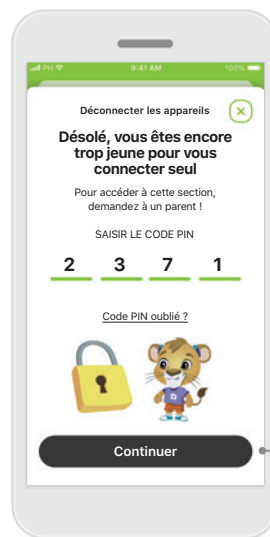 PH 9:41 AM 100%
Déconnecter les appareils
Désolé, vous êtes encore
trop jeune pour vous
connecter seul
Pour accéder à cette section,
demandez à un parent !
SAISIR LE CODE PIN
2 3 7 1
Code PIN oublié ?
Continuer